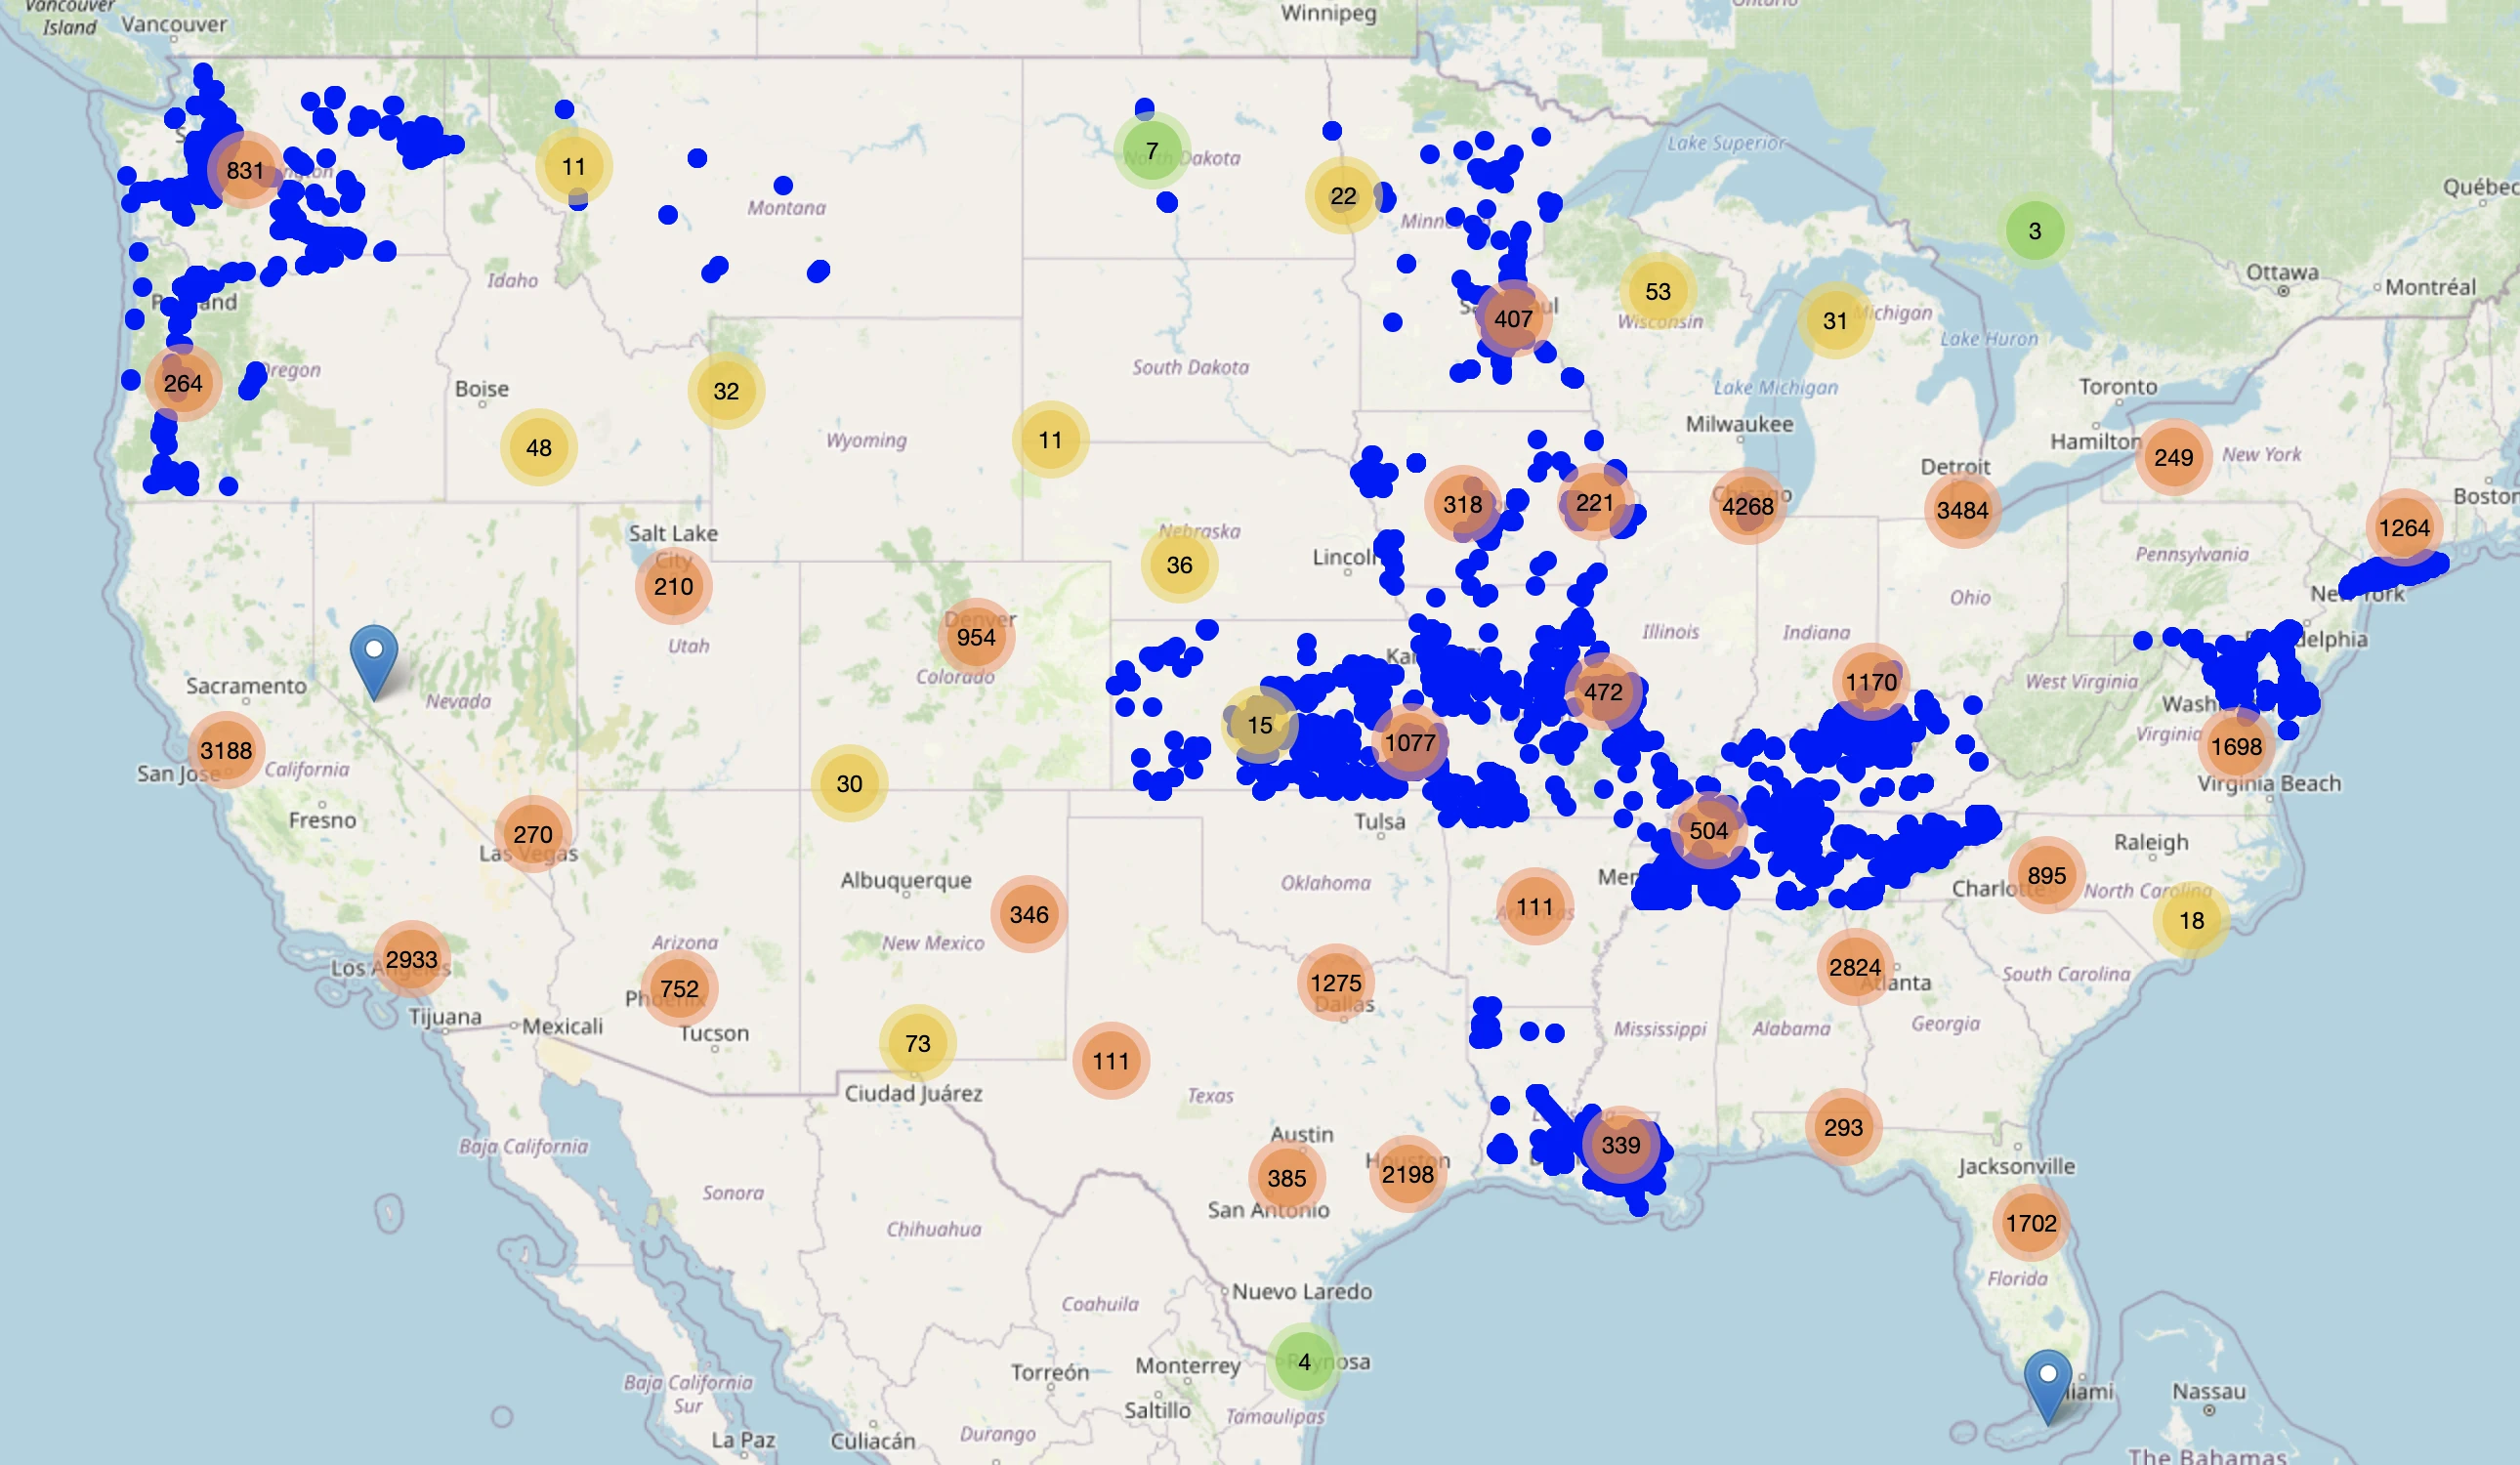 Vancouver
Island
Vancouver
Winnipeg
Ontario
831
11
7
North Dakota
22
Montana
Minnes
Lake Superior
Québec
3
Ottawa
Montréal
Idaho
53
407
Wisconsin
31
Michigan
Lake Huron
264
Oregon
Boise
32
South Dakota
Lake Michigan
Toronto
48
Wyoming
11
Milwaukee
Hamilton
249
New York
Detroit
Boston
318
221
4268
Chicago
3484
1264
Salt Lake
City
210
Nebraska
36
Lincoln
Pennsylvania
New York
Ohio
Denver
954
Utah
Colorado
Illinois
Indiana
Philadelphia
Sacramento
Nevada
472
1170
West Virginia
3188
San Jose
California
15
1077
Virginia
1698
Virginia Beach
30
Fresno
270
Las Vegas
Tulsa
504
Raleigh
Albuquerque
346
Oklahoma
111
Arkansas
Charlotte
895
North Carolina
18
2933
Los Angeles
Arizona
752
Phoenix
New Mexico
1275
Dallas
2824
Atlanta
South Carolina
Tijuana
Mexicali
Tucson
73
111
Mississippi
Alabama
Georgia
Ciudad Juárez
Texas
Louisiana
Baja California
Austin
385
Houston
2198
339
293
Jacksonville
Sonora
San Antonio
Chihuahua
1702
Florida
Nuevo Laredo
Coahuila
4
Reynosa
Torreón
Monterrey
Saltillo
Tamaulipas
Baja California
Sur
Miami
Nassau
La Paz
Culiacán
Durango
The Bahamas